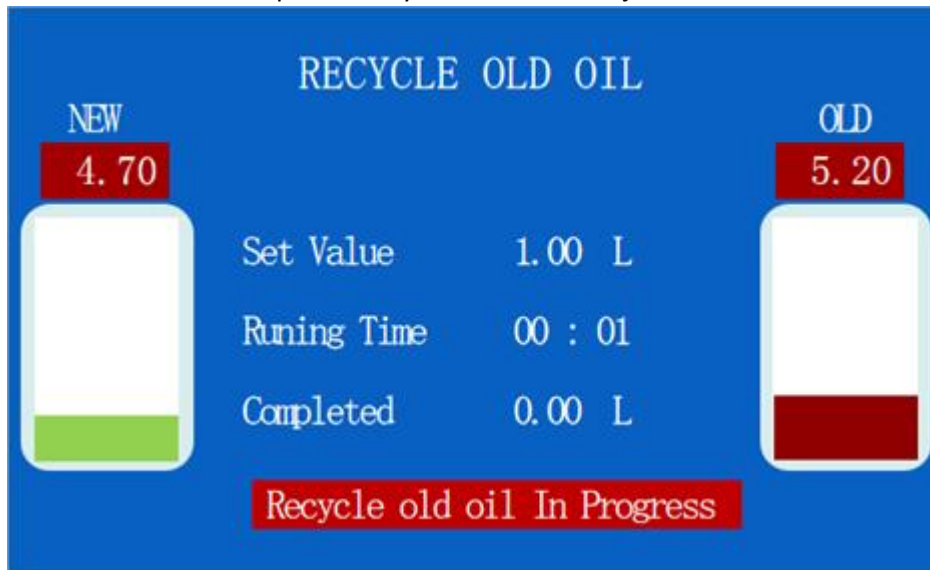 RECYCLE OLD OIL
NEW
OLD
4.70
5.20
Set Value 1.00 L
Runing Time 00 : 01
Completed 0.00 L
Recycle old oil In Progress